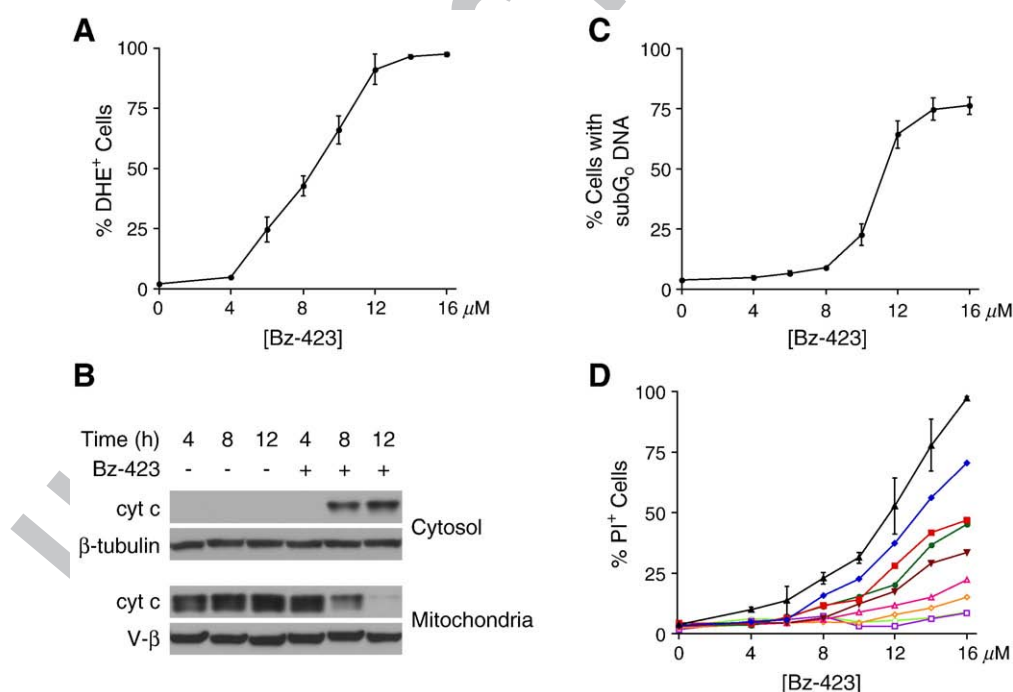 A
100
75
50
25
0
% DHE⁺ Cells
0 4 8 12 16 μM
[Bz-423]
B
Time (h) 4 8 12 4 8 12
Bz-423 - - - + + +
cyt c
Cytosol
β-tubulin
cyt c
Mitochondria
V-β
C
100
75
50
25
0
% Cells with
subG₀ DNA
0 4 8 12 16 μM
[Bz-423]
D
100
75
50
25
0
% PI⁺ Cells
0 4 8 12 16 μM
[Bz-423]